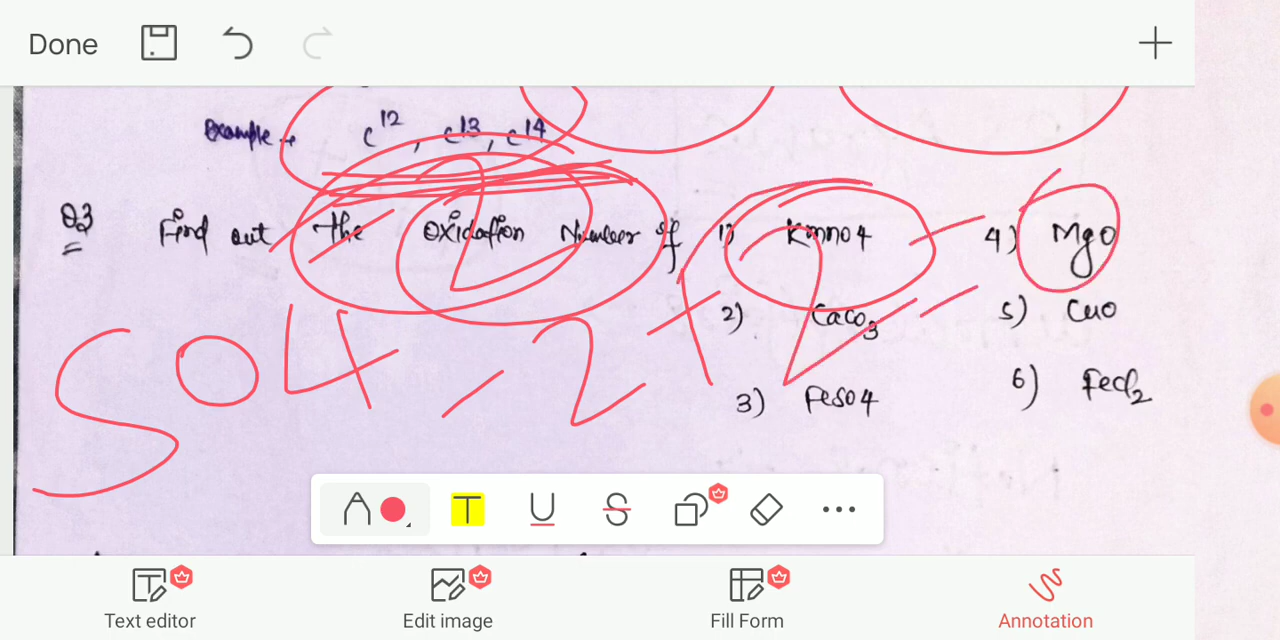 Done
Example → C12, C13, C14
Q3 Find out the Oxidation Number of 1) Kmno4 4) Mgo
2) CaCo3 5) Cuo
3) FeSo4 6) Fecl2
SO4, -2
Text editor Edit image Fill Form Annotation